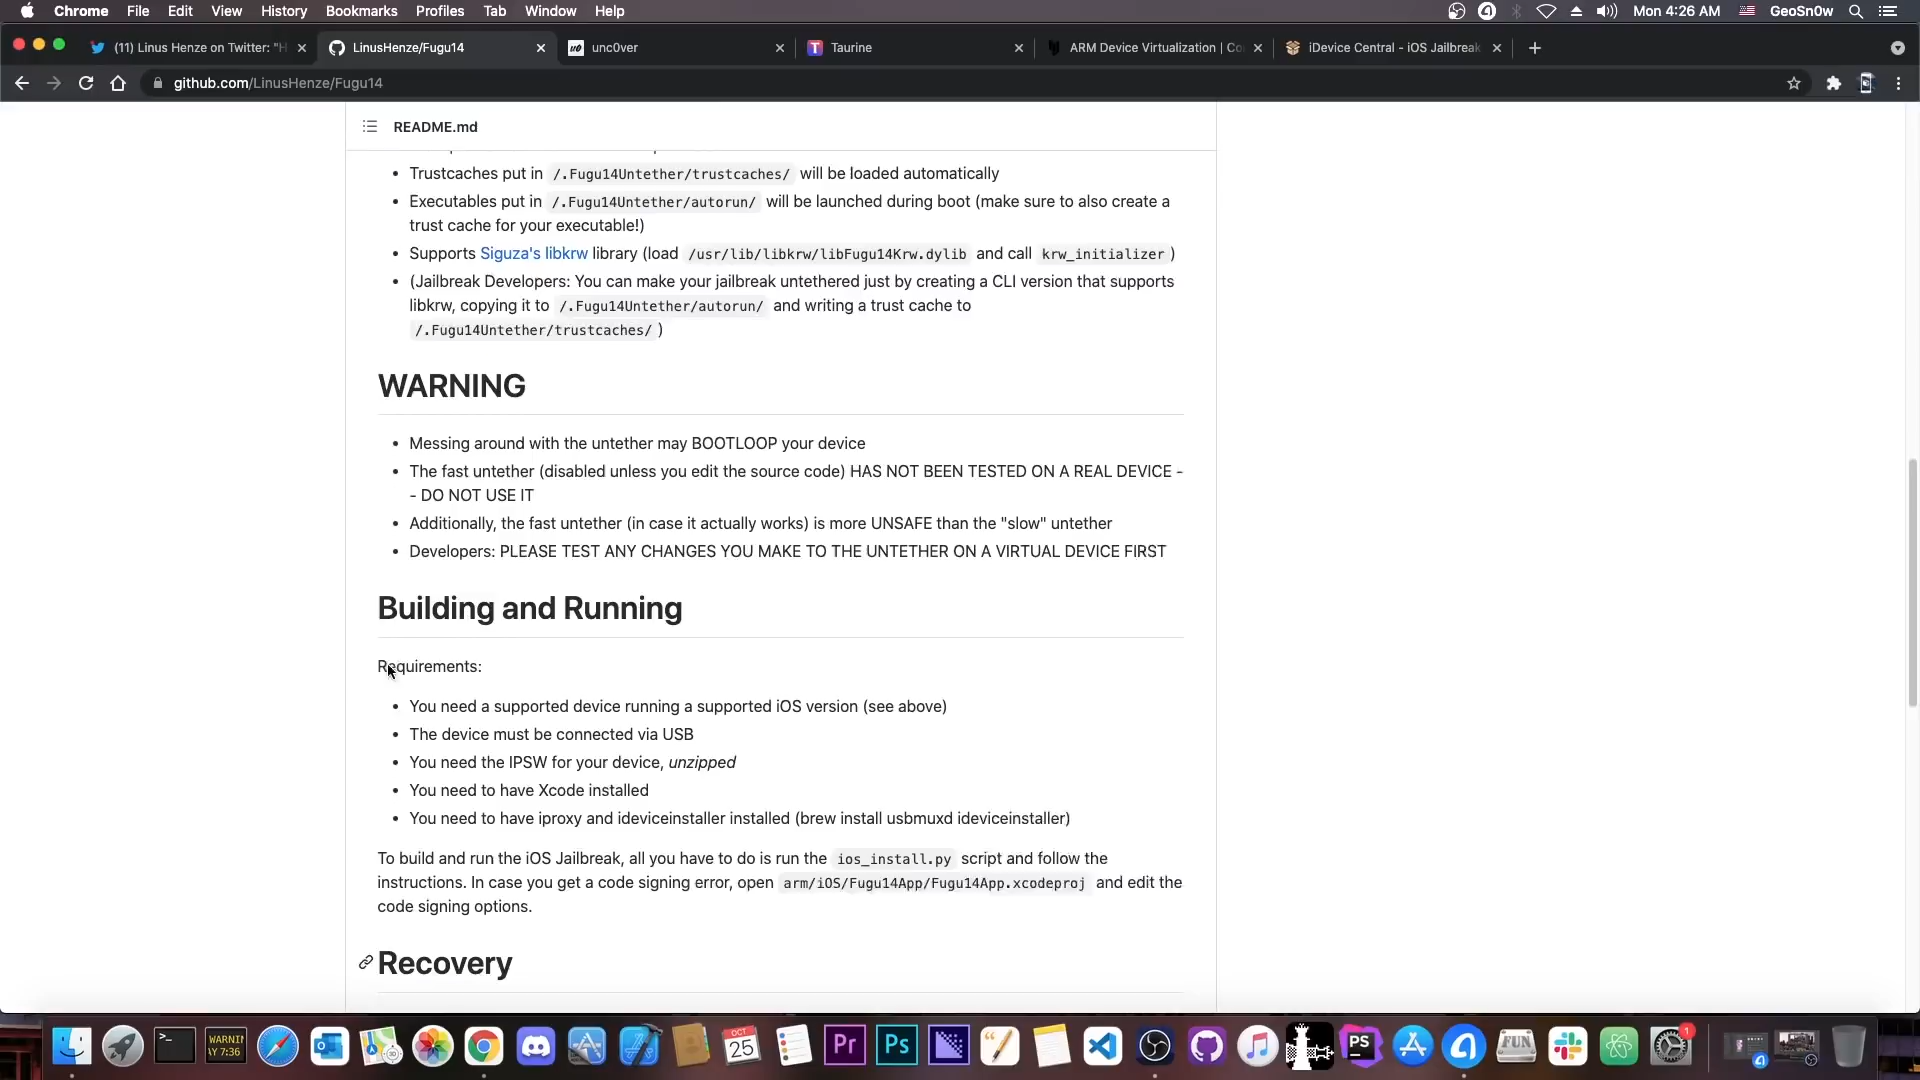 Chrome File Edit View History Bookmarks Profiles Tab Window Help Mon 4:26 AM GeoSn0w
(11) Linus Henze on Twitter: "H LinusHenze/Fugu14 unc0ver Taurine ARM Device Virtualization | Co iDevice Central - iOS Jailbreak
github.com/LinusHenze/Fugu14
README.md
Trustcaches put in /.Fugu14Untether/trustcaches/ will be loaded automatically
Executables put in /.Fugu14Untether/autorun/ will be launched during boot (make sure to also create a
trust cache for your executable!)
Supports Siguza's libkrw library (load /usr/lib/libkrw/libFugu14Krw.dylib and call krw_initializer )
(Jailbreak Developers: You can make your jailbreak untethered just by creating a CLI version that supports
libkrw, copying it to /.Fugu14Untether/autorun/ and writing a trust cache to
/.Fugu14Untether/trustcaches/ )
WARNING
Messing around with the untether may BOOTLOOP your device
The fast untether (disabled unless you edit the source code) HAS NOT BEEN TESTED ON A REAL DEVICE -
- DO NOT USE IT
Additionally, the fast untether (in case it actually works) is more UNSAFE than the "slow" untether
Developers: PLEASE TEST ANY CHANGES YOU MAKE TO THE UNTETHER ON A VIRTUAL DEVICE FIRST
Building and Running
Requirements:
You need a supported device running a supported iOS version (see above)
The device must be connected via USB
You need the IPSW for your device, unzipped
You need to have Xcode installed
You need to have iproxy and ideviceinstaller installed (brew install usbmuxd ideviceinstaller)
To build and run the iOS Jailbreak, all you have to do is run the ios_install.py script and follow the
instructions. In case you get a code signing error, open arm/iOS/Fugu14App/Fugu14App.xcodeproj and edit the
code signing options.
Recovery
WARNIN
AY 7:36
OCT
25
Pr
Ps
PS
FUN
1